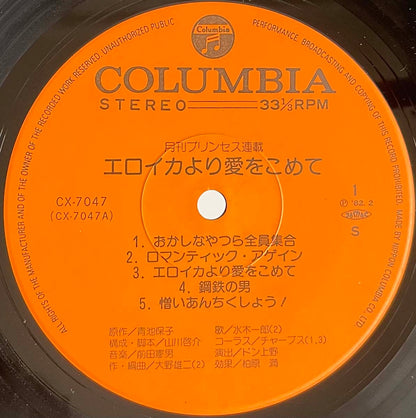 Columbia
COLUMBIA
STEREO 33⅓RPM
月刊プリンセス連載
エロイカより愛をこめて
CX-7047
(CX-7047A)
1
Ⓟ '82. 2
JASRAC
S
1. おかしなやつら全員集合
2. ロマンティック・アゲイン
3. エロイカより愛をこめて
4. 鋼鉄の男
5. 憎いあんちくしょう!
原作/青池保子
構成・脚本/山川啓介
音楽/前田憲男
作・編曲/大野雄二(2)
歌/水木一郎(2)
コーラス/チャープス(1,3)
演出/ドン上野
効果/柏原 満
ALL RIGHTS OF THE MANUFACTURER AND OF THE OWNER OF THE RECORDED WORK RESERVED. UNAUTHORIZED PUBLIC PERFORMANCE, BROADCASTING AND COPYING OF THIS RECORD PROHIBITED. MADE BY NIPPON COLUMBIA CO., LTD.